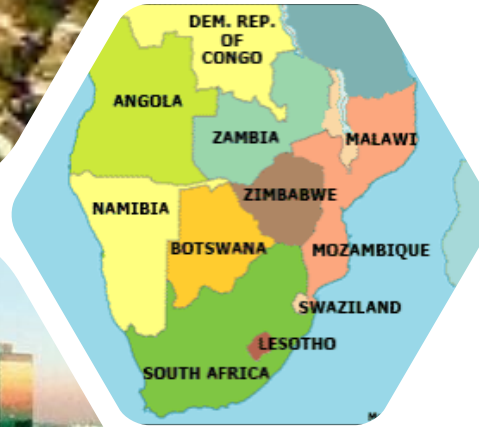 DEM. REP.
OF
CONGO
ANGOLA
ZAMBIA
MALAWI
ZIMBABWE
NAMIBIA
BOTSWANA
MOZAMBIQUE
SWAZILAND
LESOTHO
SOUTH AFRICA